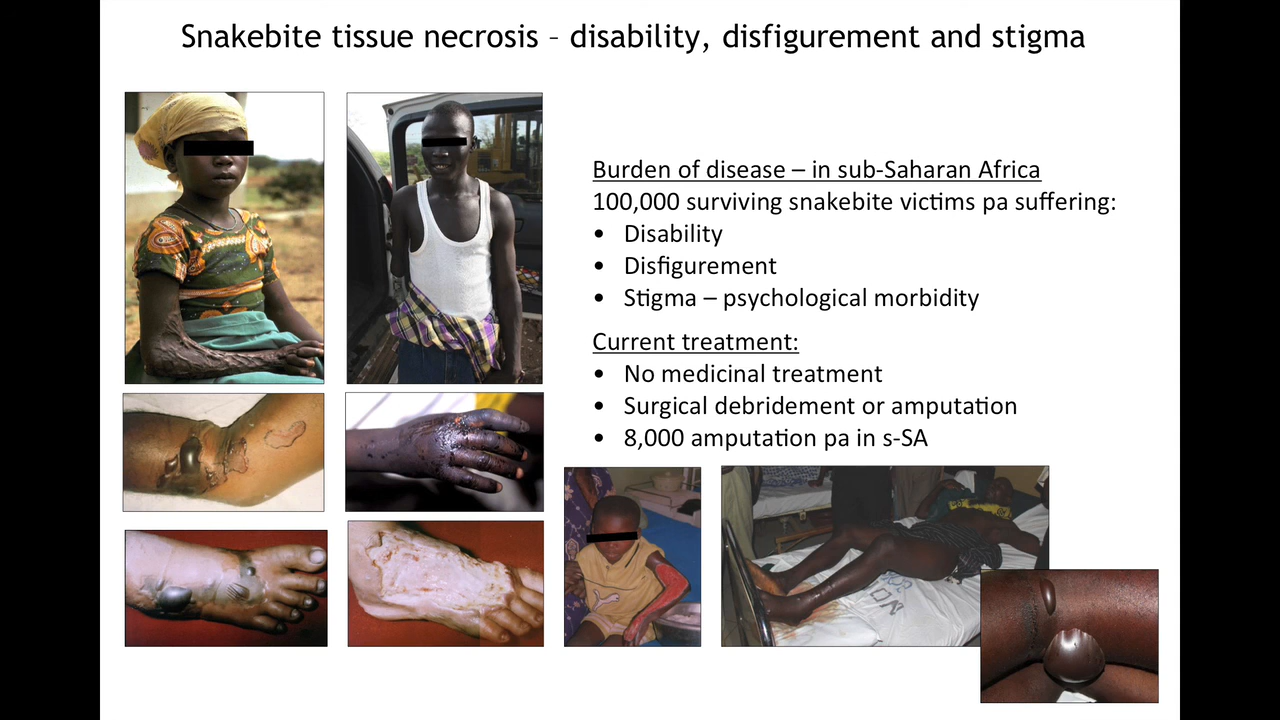 Snakebite tissue necrosis – disability, disfigurement and stigma
Burden of disease – in sub-Saharan Africa
100,000 surviving snakebite victims pa suffering:
• Disability
• Disfigurement
• Stigma – psychological morbidity
Current treatment:
• No medicinal treatment
• Surgical debridement or amputation
• 8,000 amputation pa in s-SA